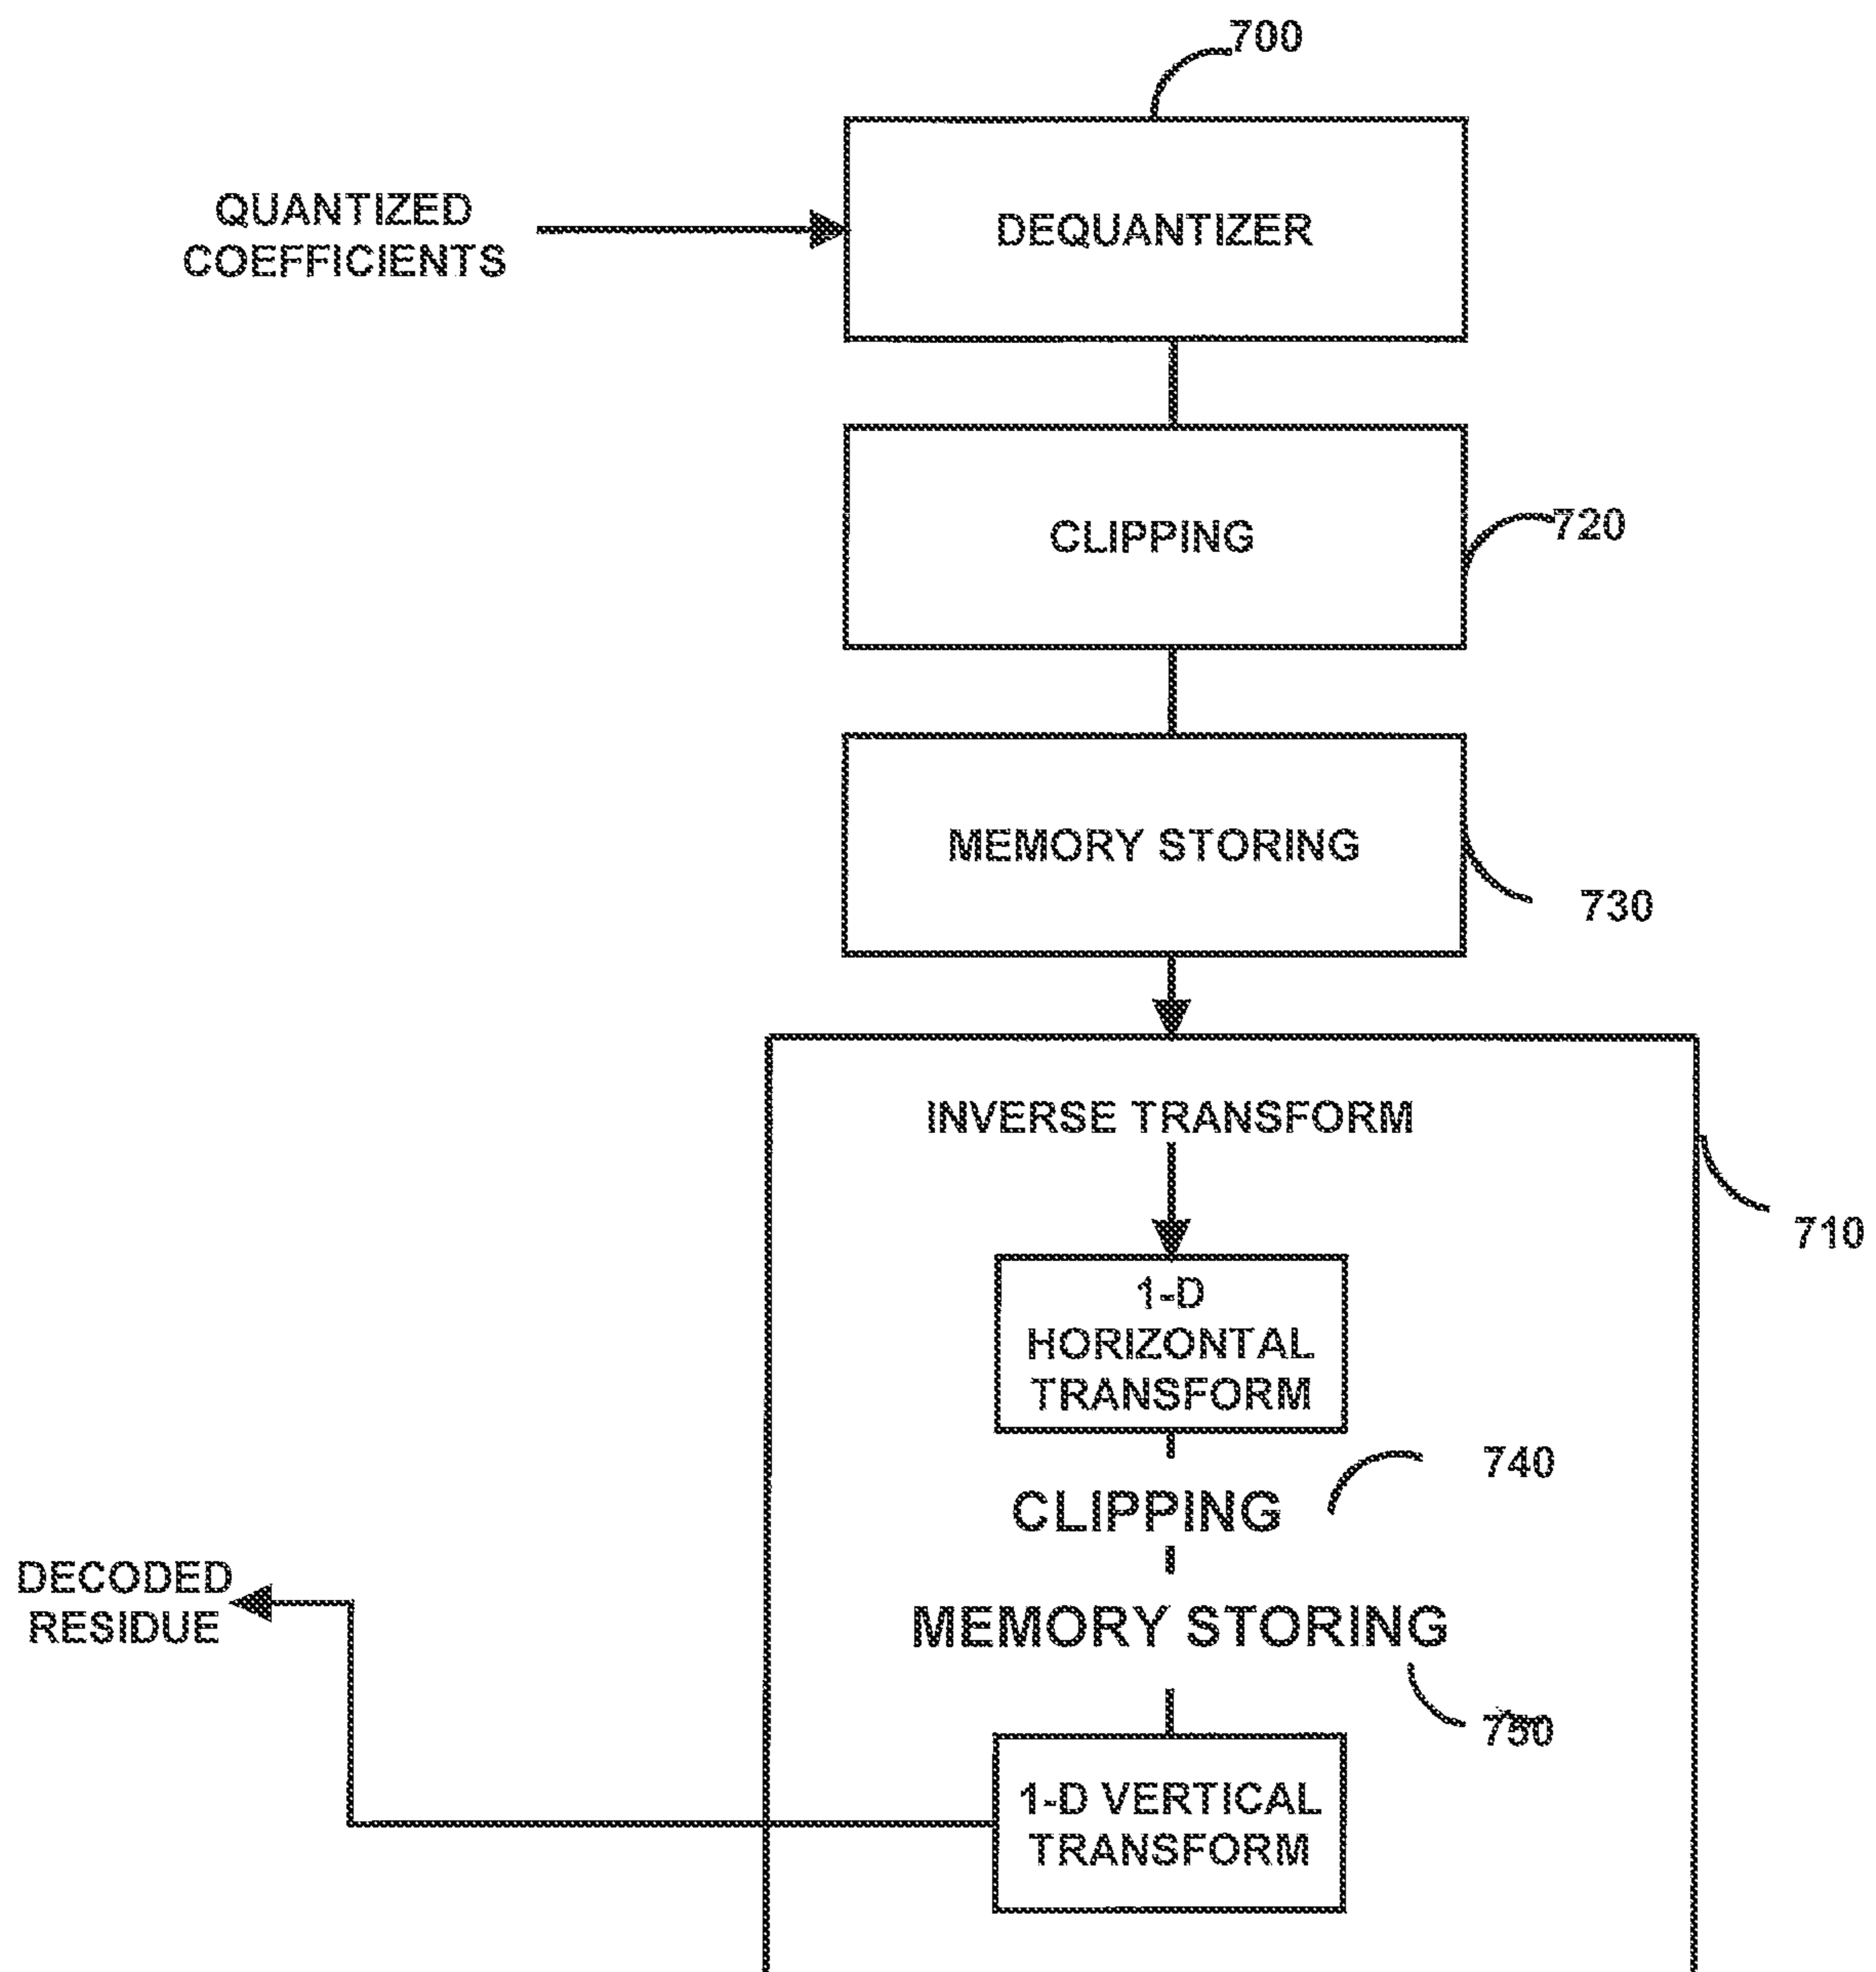 700
QUANTIZED
COEFFICIENTS
DEQUANTIZER
CLIPPING
720
MEMORY STORING
730
INVERSE TRANSFORM
710
1-D
HORIZONTAL
TRANSFORM
740
CLIPPING
DECODED
RESIDUE
MEMORY STORING
750
1-D VERTICAL
TRANSFORM